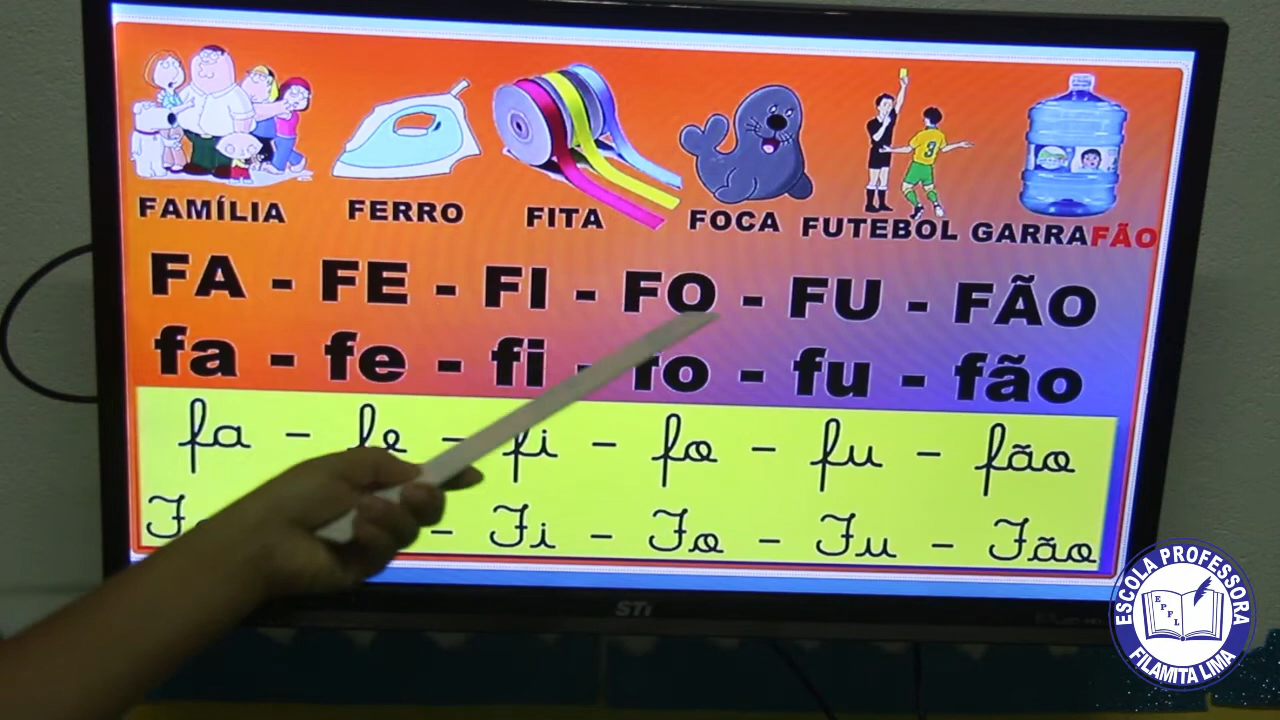 FAMÍLIA FERRO FITA FOCA FUTEBOL GARRAFÃO
FA - FE - FI - FO - FU - FÃO
fa - fe - fi - fo - fu - fão
fa - fe - fi - fo - fu - fão
- Fi - Fo - Fu - Fão
STi
ESCOLA PROFESSORA
E P F L
FILAMITA LIMA